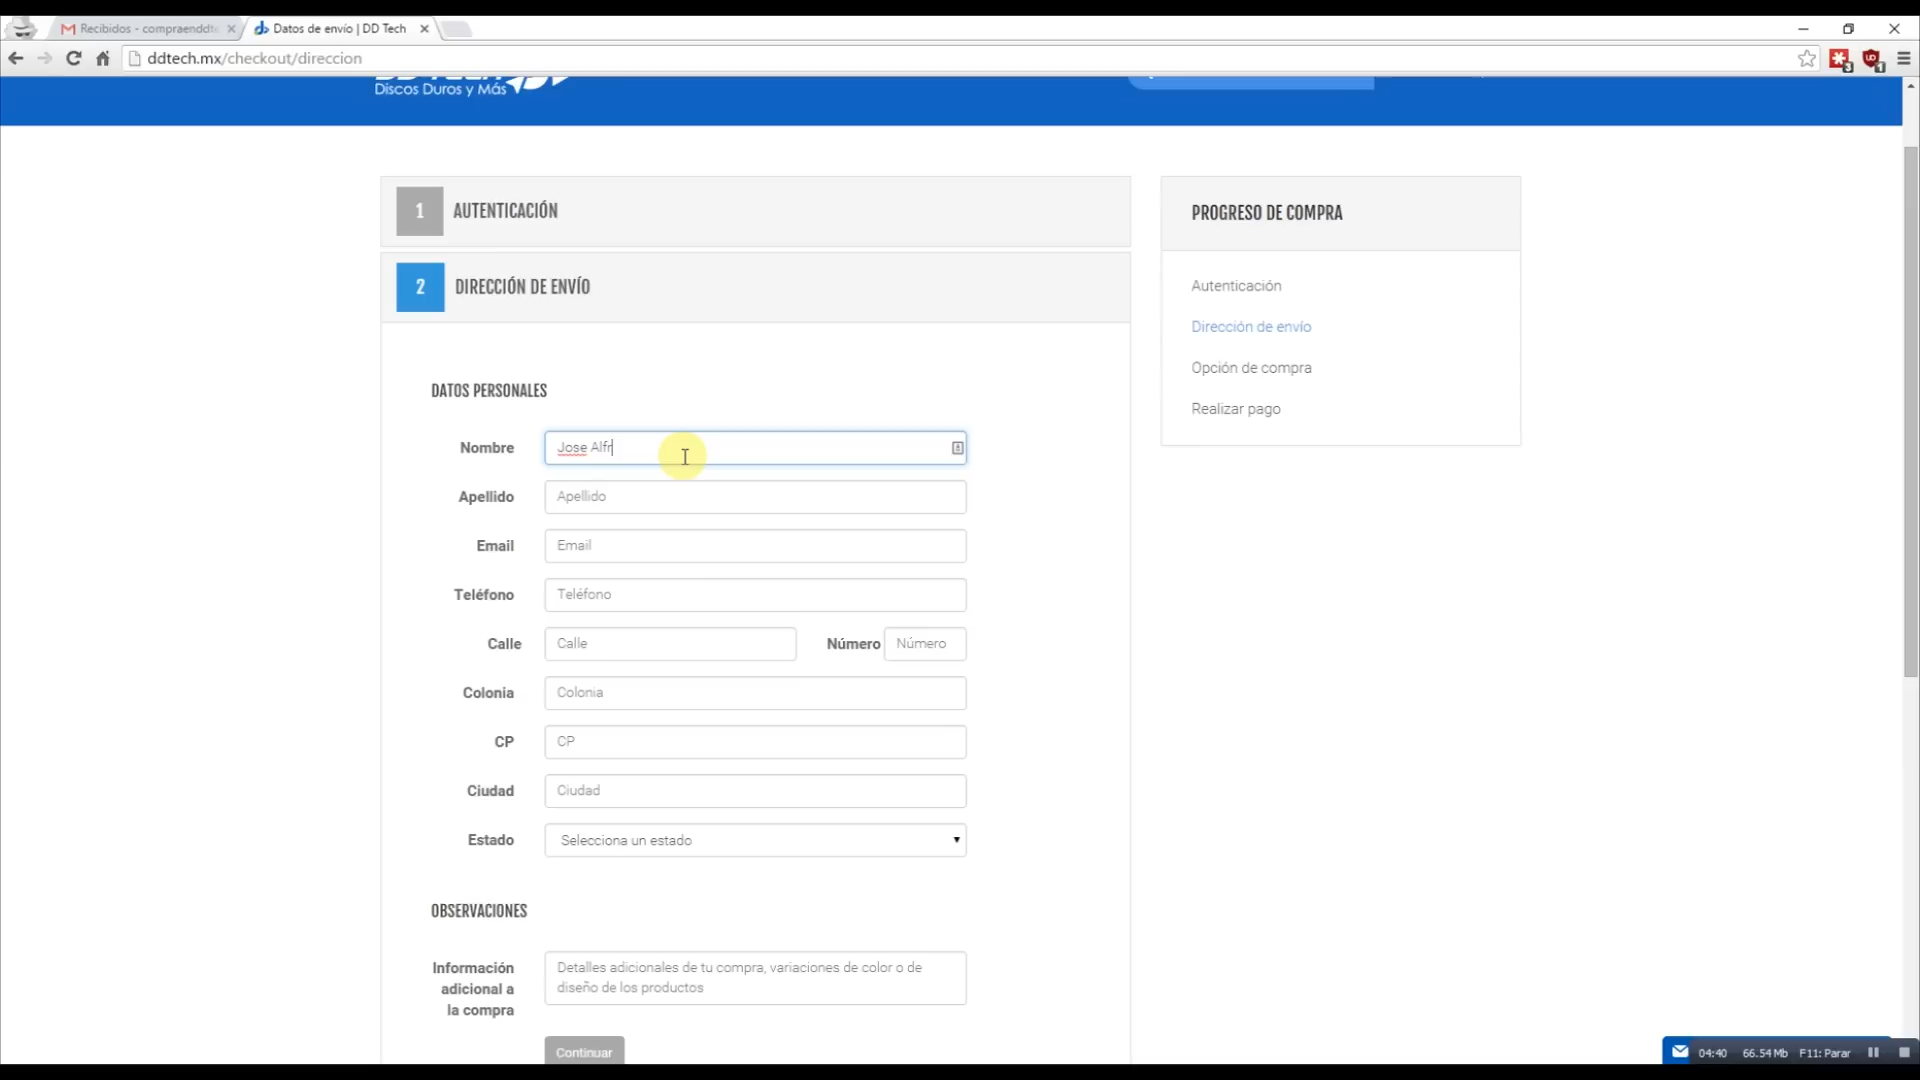 Recibidos - compraenddt
Datos de envío | DD Tech
ddtech.mx/checkout/direccion
3
1
Discos Duros y Más
1 AUTENTICACIÓN
2 DIRECCIÓN DE ENVÍO
DATOS PERSONALES
Nombre Jose Alfr
Apellido Apellido
Email Email
Teléfono Teléfono
Calle Calle Número Número
Colonia Colonia
CP CP
Ciudad Ciudad
Estado Selecciona un estado
OBSERVACIONES
Información
adicional a
la compra
Detalles adicionales de tu compra, variaciones de color o de
diseño de los productos
Continuar
PROGRESO DE COMPRA
Autenticación
Dirección de envío
Opción de compra
Realizar pago
04:40 66.54Mb F11: Parar